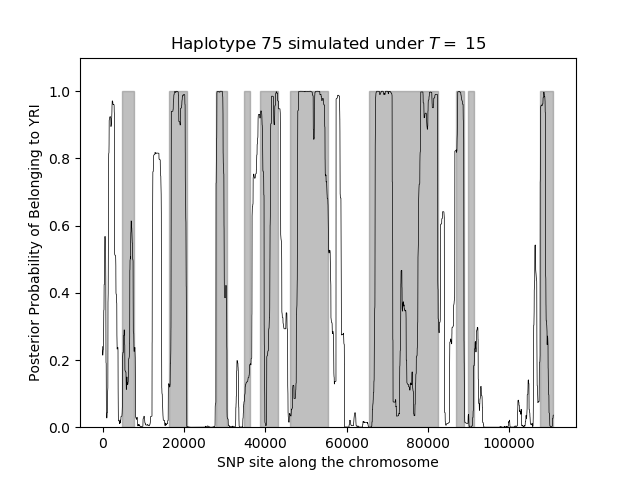 Haplotype 75 simulated under T = 15
1.0
0.8
0.6
0.4
0.2
0.0
Posterior Probability of Belonging to YRI
0 20000 40000 60000 80000 100000
SNP site along the chromosome